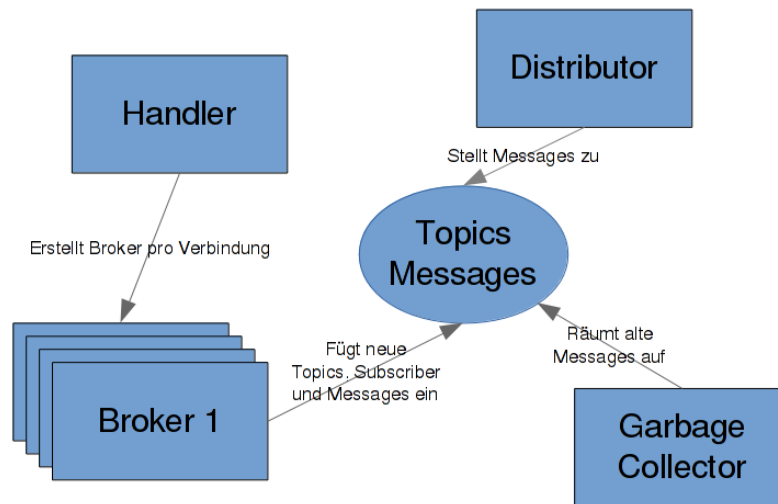 Distributor
Handler
Stellt Messages zu
Topics
Messages
Erstellt Broker pro Verbindung
Fügt neue
Topics. Subscriber
und Messages ein
Räumt alte
Messages auf
Broker 1
Garbage
Collector